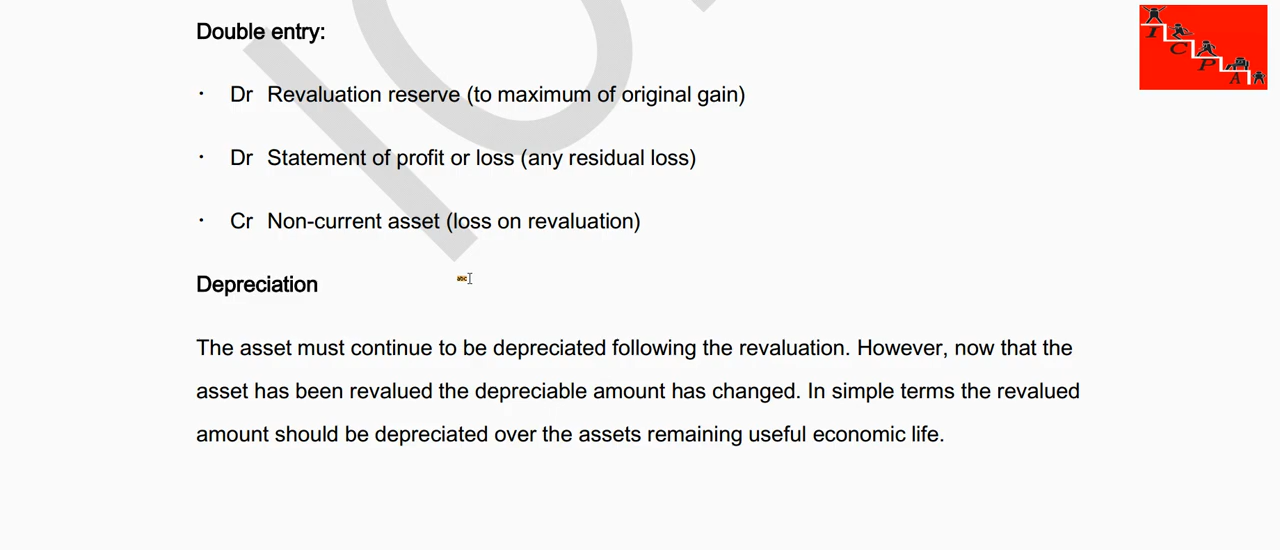 Double entry:
· Dr Revaluation reserve (to maximum of original gain)
· Dr Statement of profit or loss (any residual loss)
· Cr Non-current asset (loss on revaluation)
Depreciation
The asset must continue to be depreciated following the revaluation. However, now that the
asset has been revalued the depreciable amount has changed. In simple terms the revalued
amount should be depreciated over the assets remaining useful economic life.
I
C
P
A